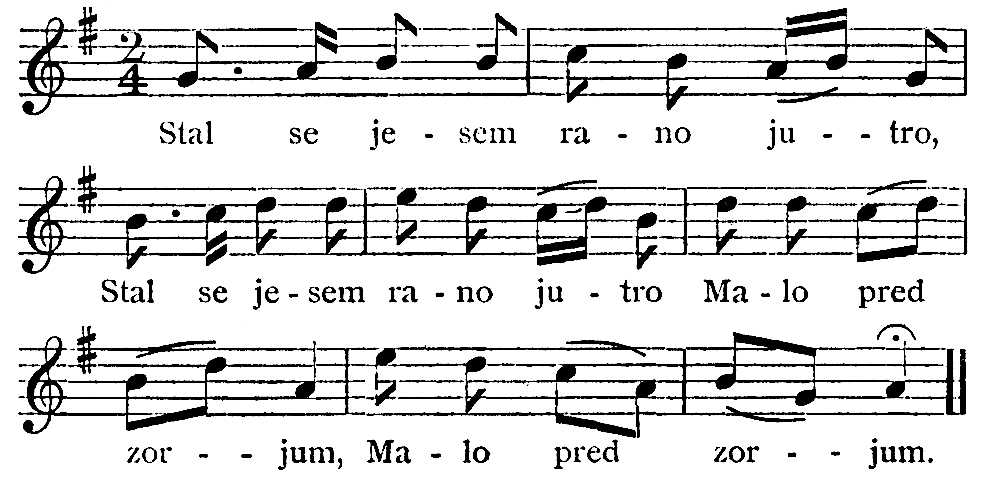 2
4
Stal se je - sem ra - no ju - - tro,
Stal se je - sem ra - no ju - tro Ma - lo pred
zor - - jum, Ma - lo pred zor - - jum.